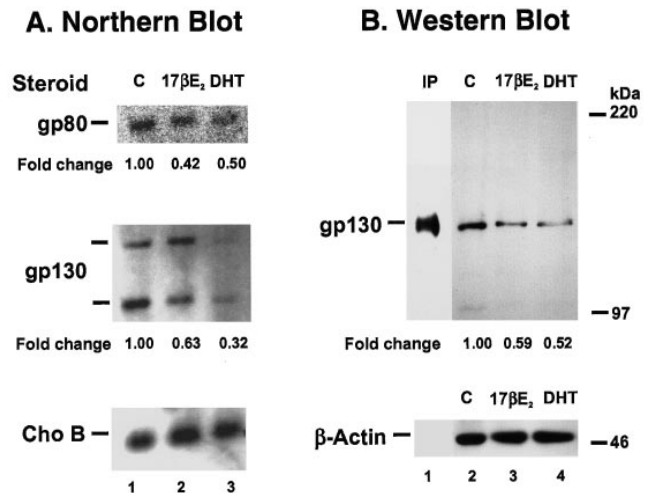 A. Northern Blot
Steroid C 17βE₂ DHT
gp80
Fold change 1.00 0.42 0.50
gp130
Fold change 1.00 0.63 0.32
Cho B
1 2 3
B. Western Blot
IP C 17βE₂ DHT kDa
220
gp130
97
Fold change 1.00 0.59 0.52
C 17βE₂ DHT
β-Actin
46
1 2 3 4